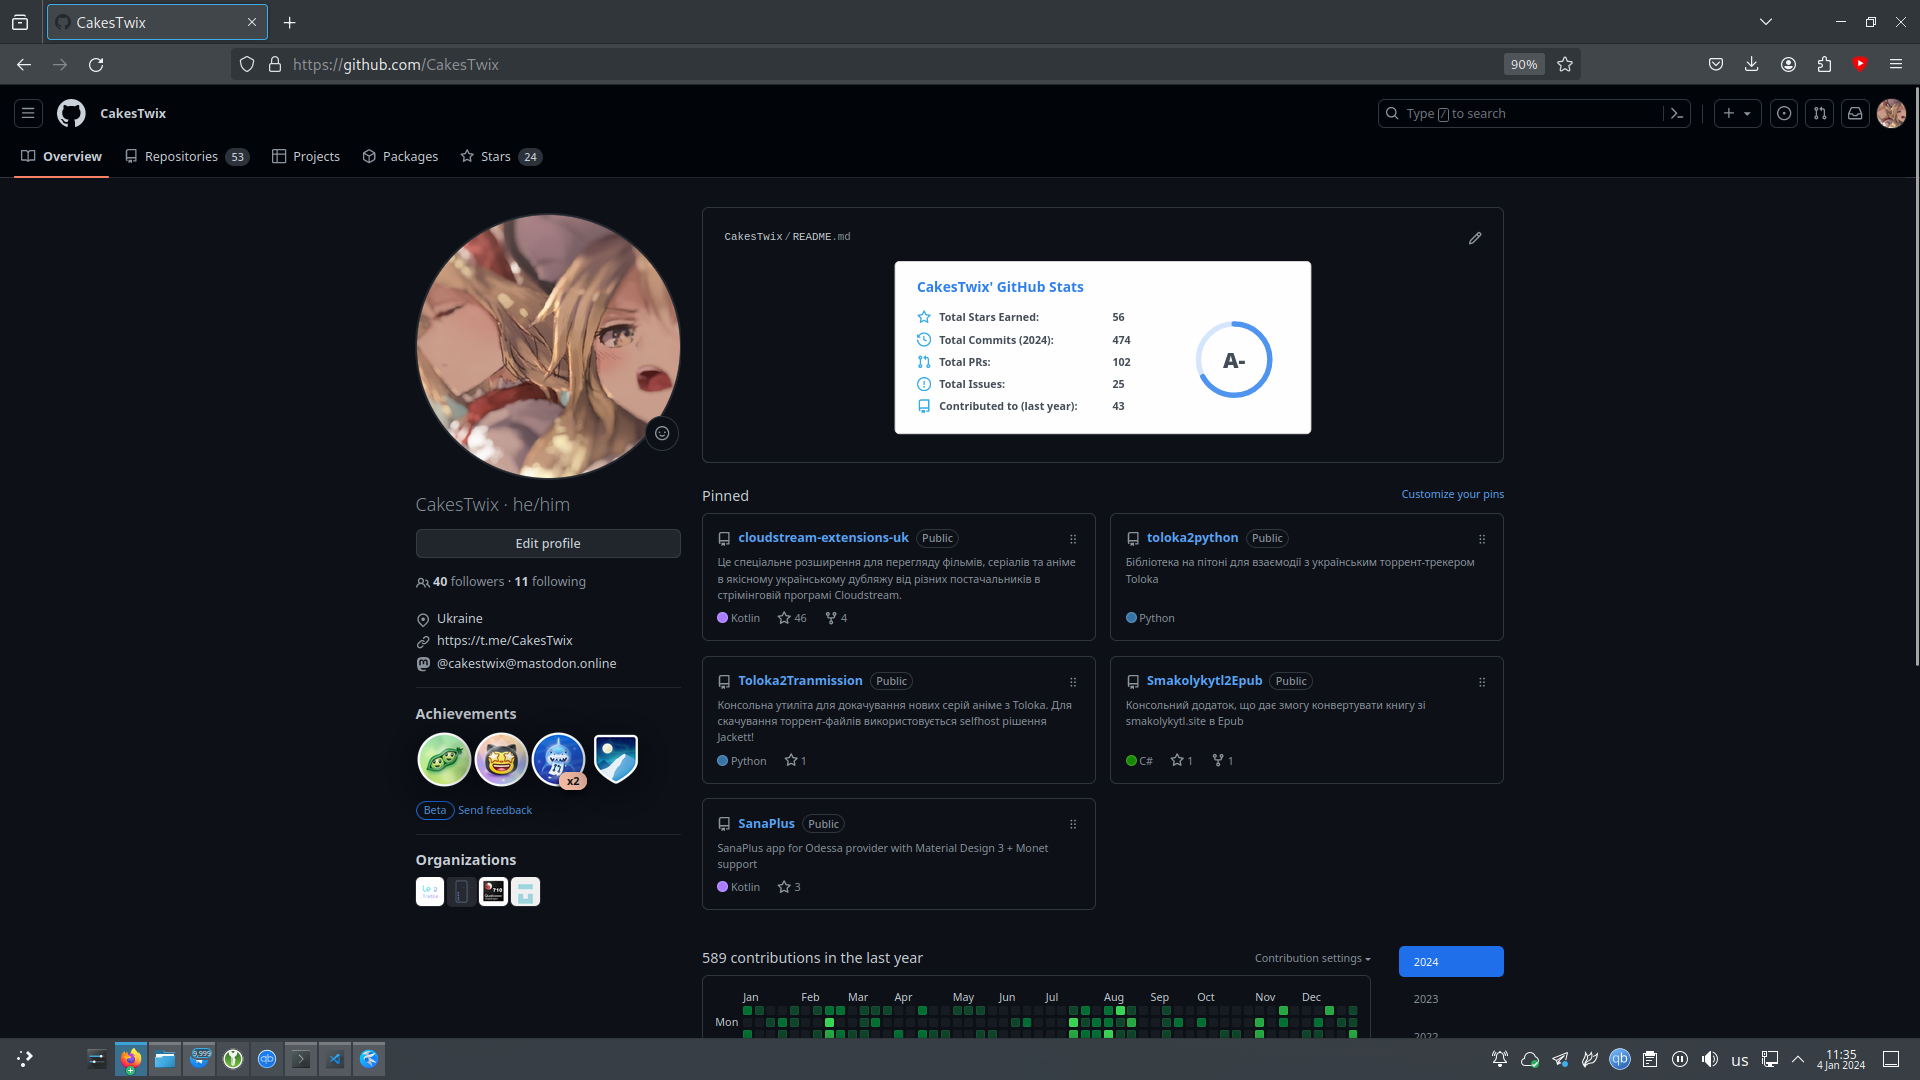 CakesTwix
https://github.com/CakesTwix
90%
CakesTwix
Type / to search
Overview
Repositories 53
Projects
Packages
Stars 24
CakesTwix/README.md
CakesTwix' GitHub Stats
Total Stars Earned: 56
Total Commits (2024): 474
Total PRs: 102
Total Issues: 25
Contributed to (last year): 43
A-
CakesTwix · he/him
Edit profile
40 followers · 11 following
Ukraine
https://t.me/CakesTwix
@cakestwix@mastodon.online
Achievements
x2
Beta Send feedback
Organizations
Pinned
Customize your pins
cloudstream-extensions-uk Public
Це спеціальне розширення для перегляду фільмів, серіалів та аніме
в якісному українському дубляжу від різних постачальників в
стрімінговій програмі Cloudstream.
Kotlin 46 4
toloka2python Public
Бібліотека на пітоні для взаємодії з українським торрент-трекером
Toloka
Python
Toloka2Tranmission Public
Консольна утиліта для докачування нових серій аніме з Toloka. Для
скачування торрент-файлів використовується selfhost рішення
Jackett!
Python 1
Smakolykytl2Epub Public
Консольний додаток, що дає змогу конвертувати книгу зі
smakolykytl.site в Epub
C# 1 1
SanaPlus Public
SanaPlus app for Odessa provider with Material Design 3 + Monet
support
Kotlin 3
589 contributions in the last year
Contribution settings
2024
2023
2022
Jan Feb Mar Apr May Jun Jul Aug Sep Oct Nov Dec
Mon
us
11:35
4 Jan 2024